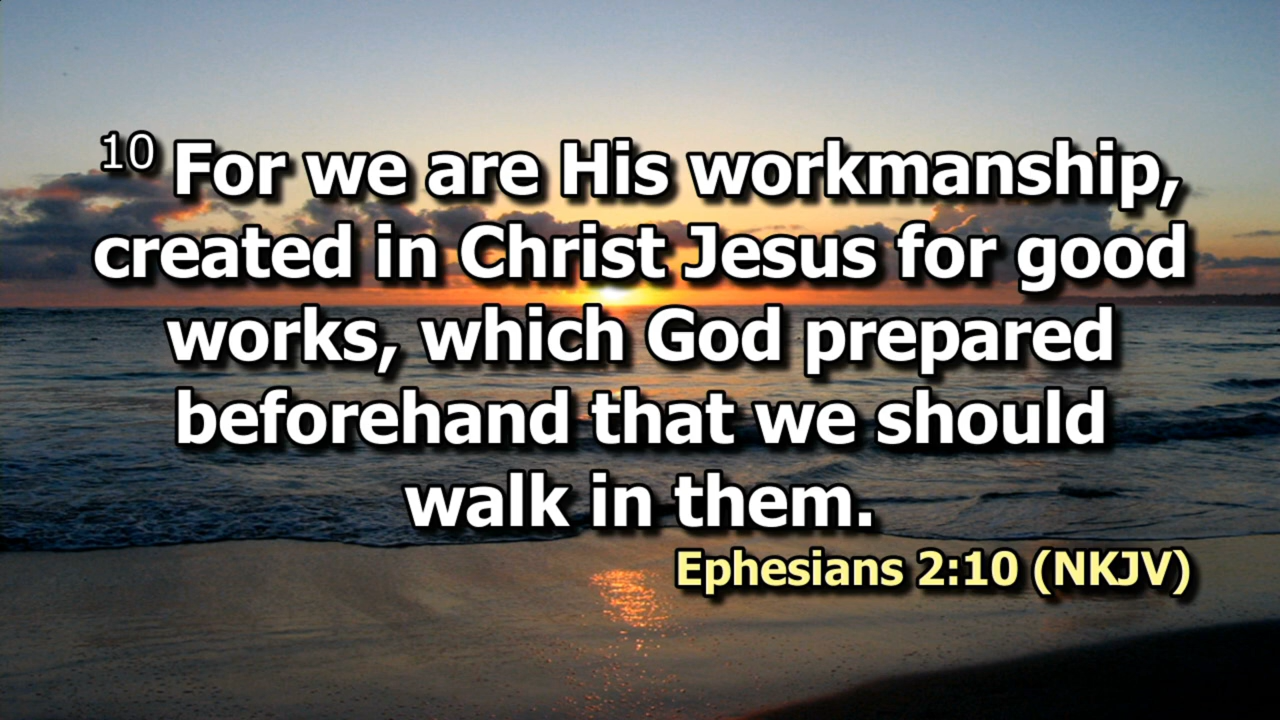 10 For we are His workmanship,
created in Christ Jesus for good
works, which God prepared
beforehand that we should
walk in them.
Ephesians 2:10 (NKJV)